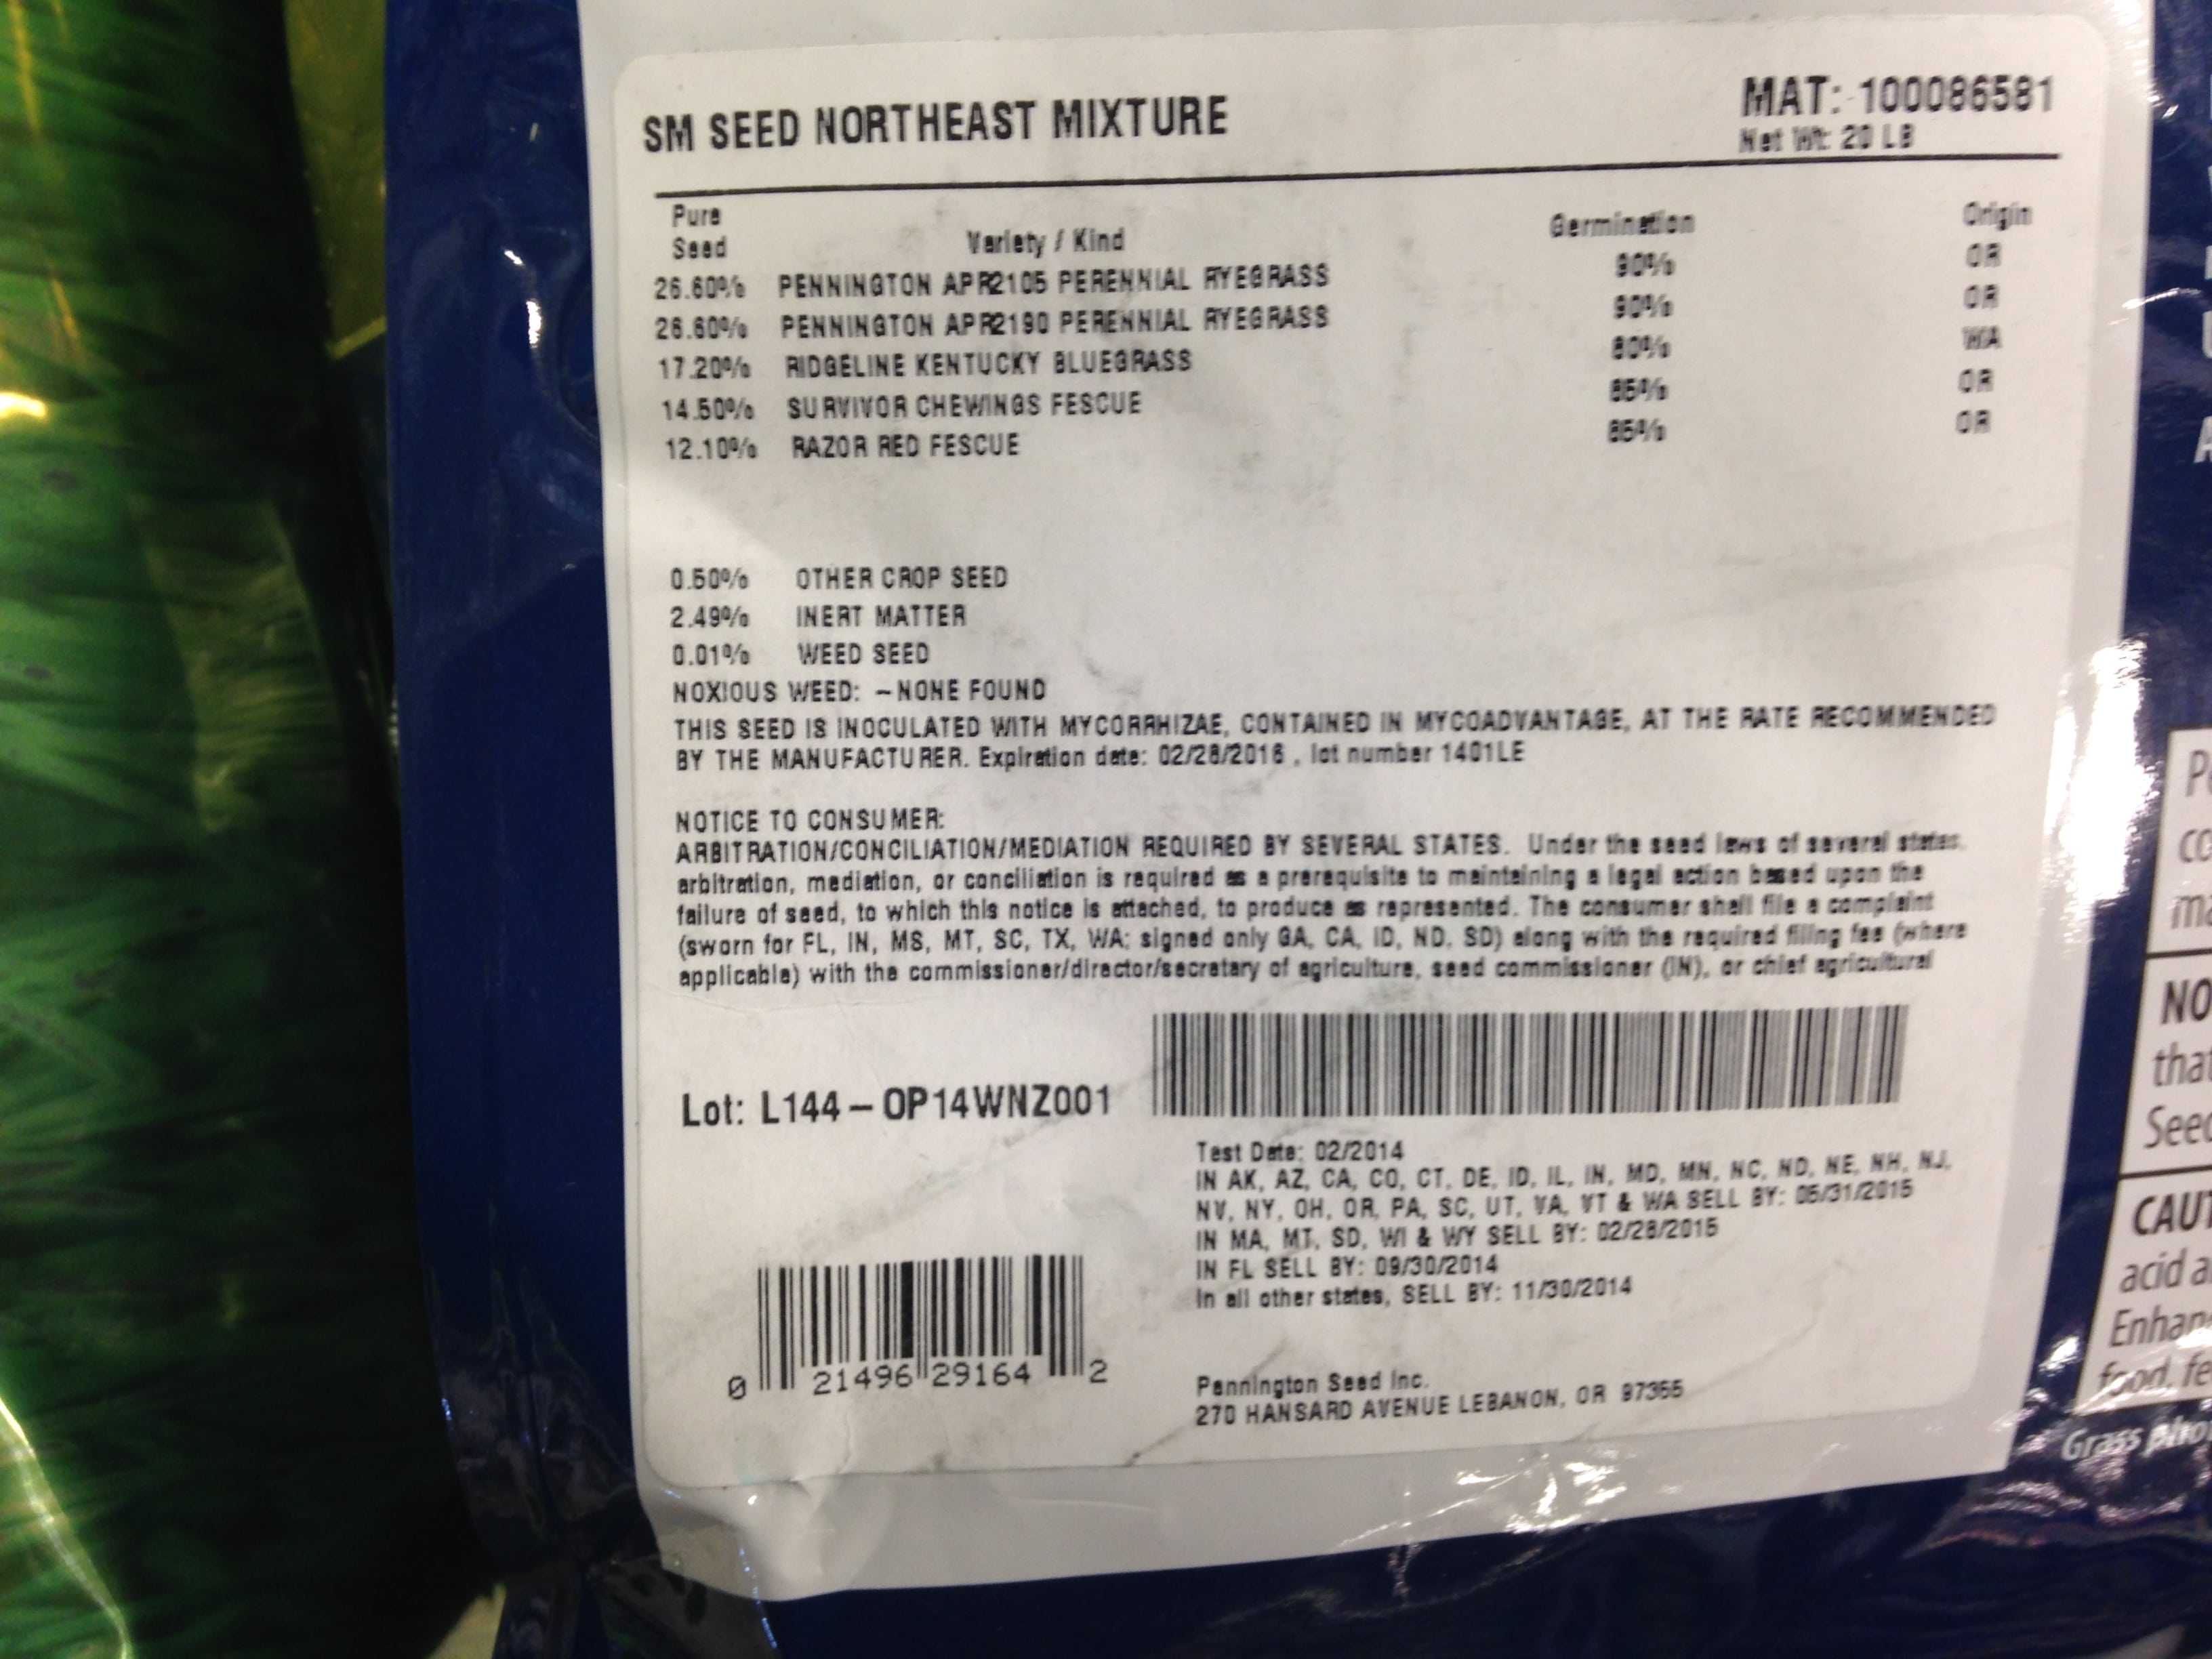 SM SEED NORTHEAST MIXTURE
MAT: 100086581
Net Wt: 20 LB
Pure
Seed Variety / Kind Germination Origin
26.60% PENNINGTON APR2105 PERENNIAL RYEGRASS 90% OR
26.60% PENNINGTON APR2190 PERENNIAL RYEGRASS 90% OR
17.20% RIDGELINE KENTUCKY BLUEGRASS 80% WA
14.50% SURVIVOR CHEWINGS FESCUE 85% OR
12.10% RAZOR RED FESCUE 85% OR
0.50% OTHER CROP SEED
2.49% INERT MATTER
0.01% WEED SEED
NOXIOUS WEED: –NONE FOUND
THIS SEED IS INOCULATED WITH MYCORRHIZAE, CONTAINED IN MYCOADVANTAGE, AT THE RATE RECOMMENDED
BY THE MANUFACTURER. Expiration date: 02/28/2016 , lot number 1401LE
NOTICE TO CONSUMER:
ARBITRATION/CONCILIATION/MEDIATION REQUIRED BY SEVERAL STATES. Under the seed laws of several states,
arbitration, mediation, or conciliation is required as a prerequisite to maintaining a legal action based upon the
failure of seed, to which this notice is attached, to produce as represented. The consumer shall file a complaint
(sworn for FL, IN, MS, MT, SC, TX, WA; signed only GA, CA, ID, ND, SD) along with the required filing fee (where
applicable) with the commissioner/director/secretary of agriculture, seed commissioner (IN), or chief agricultural
Lot: L144 – OP14WNZ001
Test Date: 02/2014
IN AK, AZ, CA, CO, CT, DE, ID, IL, IN, MD, MN, NC, ND, NE, NH, NJ,
NV, NY, OH, OR, PA, SC, UT, VA, VT & WA SELL BY: 05/31/2015
IN MA, MT, SD, WI & WY SELL BY: 02/28/2015
IN FL SELL BY: 09/30/2014
In all other states, SELL BY: 11/30/2014
0 21496 29164 2
Pennington Seed Inc.
270 HANSARD AVENUE LEBANON, OR 97355
NO
that
Seed
CAUT
acid
Enhan
food, fe
Grass pho